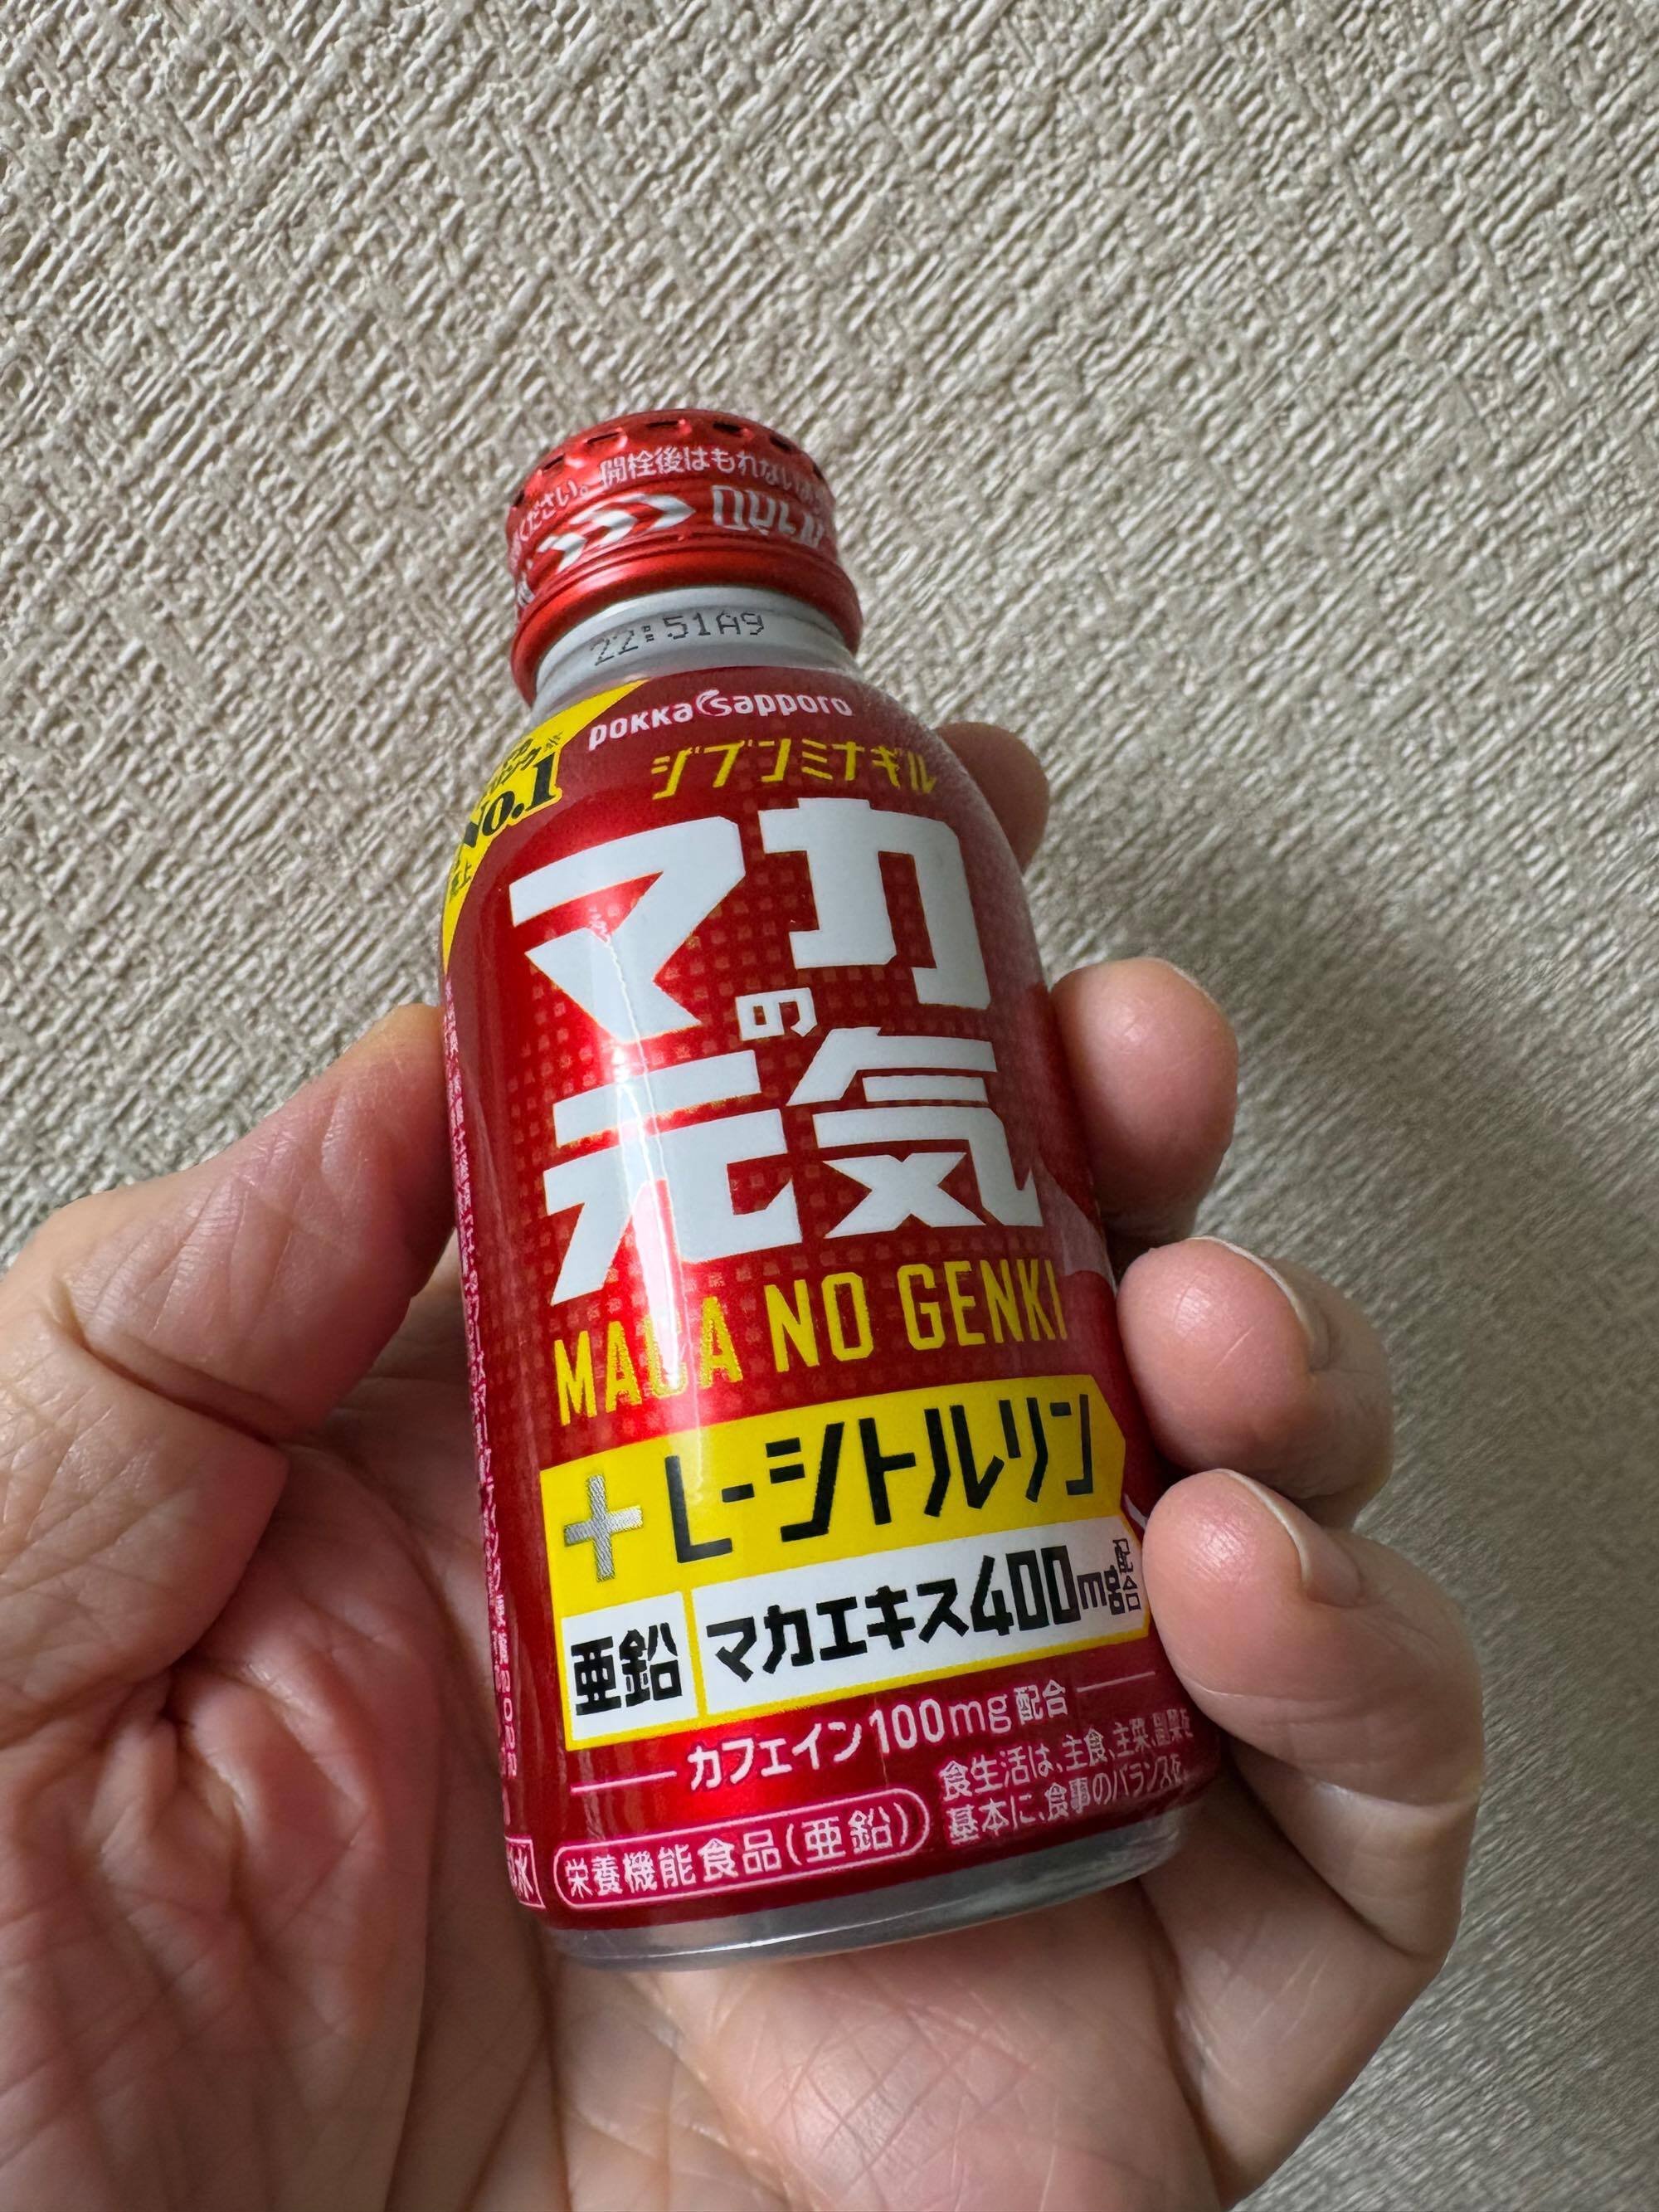 ください。開栓後はもれない
22:51A9
pokka sapporo
No.1
ジブンミナギル
マカ
の
元気
MACA NO GENKI
+L-シトルリン
亜鉛 マカエキス400mg配合
カフェイン100mg配合
栄養機能食品(亜鉛)
食生活は、主食、主菜、副菜を
基本に、食事のバランスを